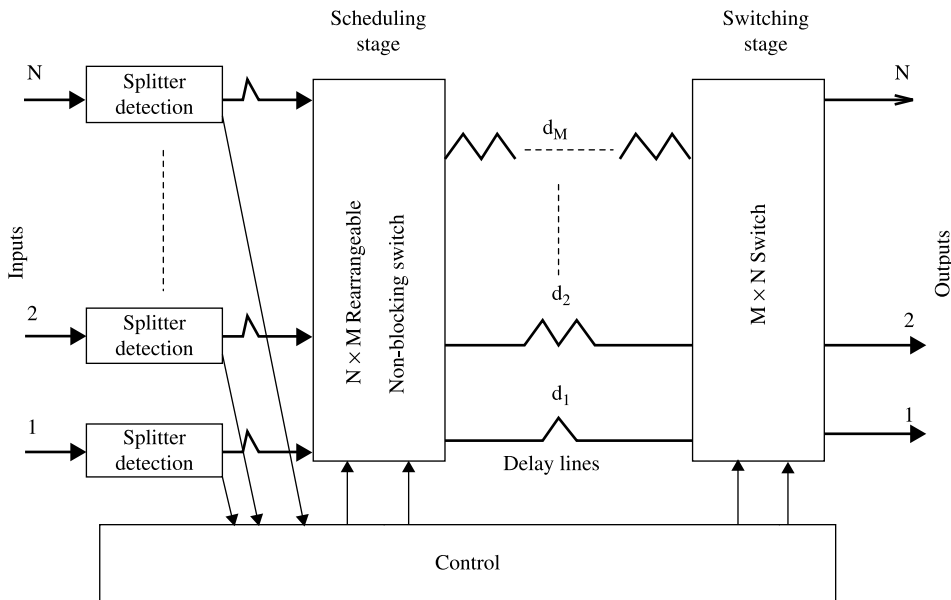 Scheduling
stage
Switching
stage
N
Splitter
detection
d_M
N
Inputs
N × M Rearrangeable
Non-blocking switch
M × N Switch
Outputs
2
Splitter
detection
d_2
2
1
Splitter
detection
d_1
1
Delay lines
Control